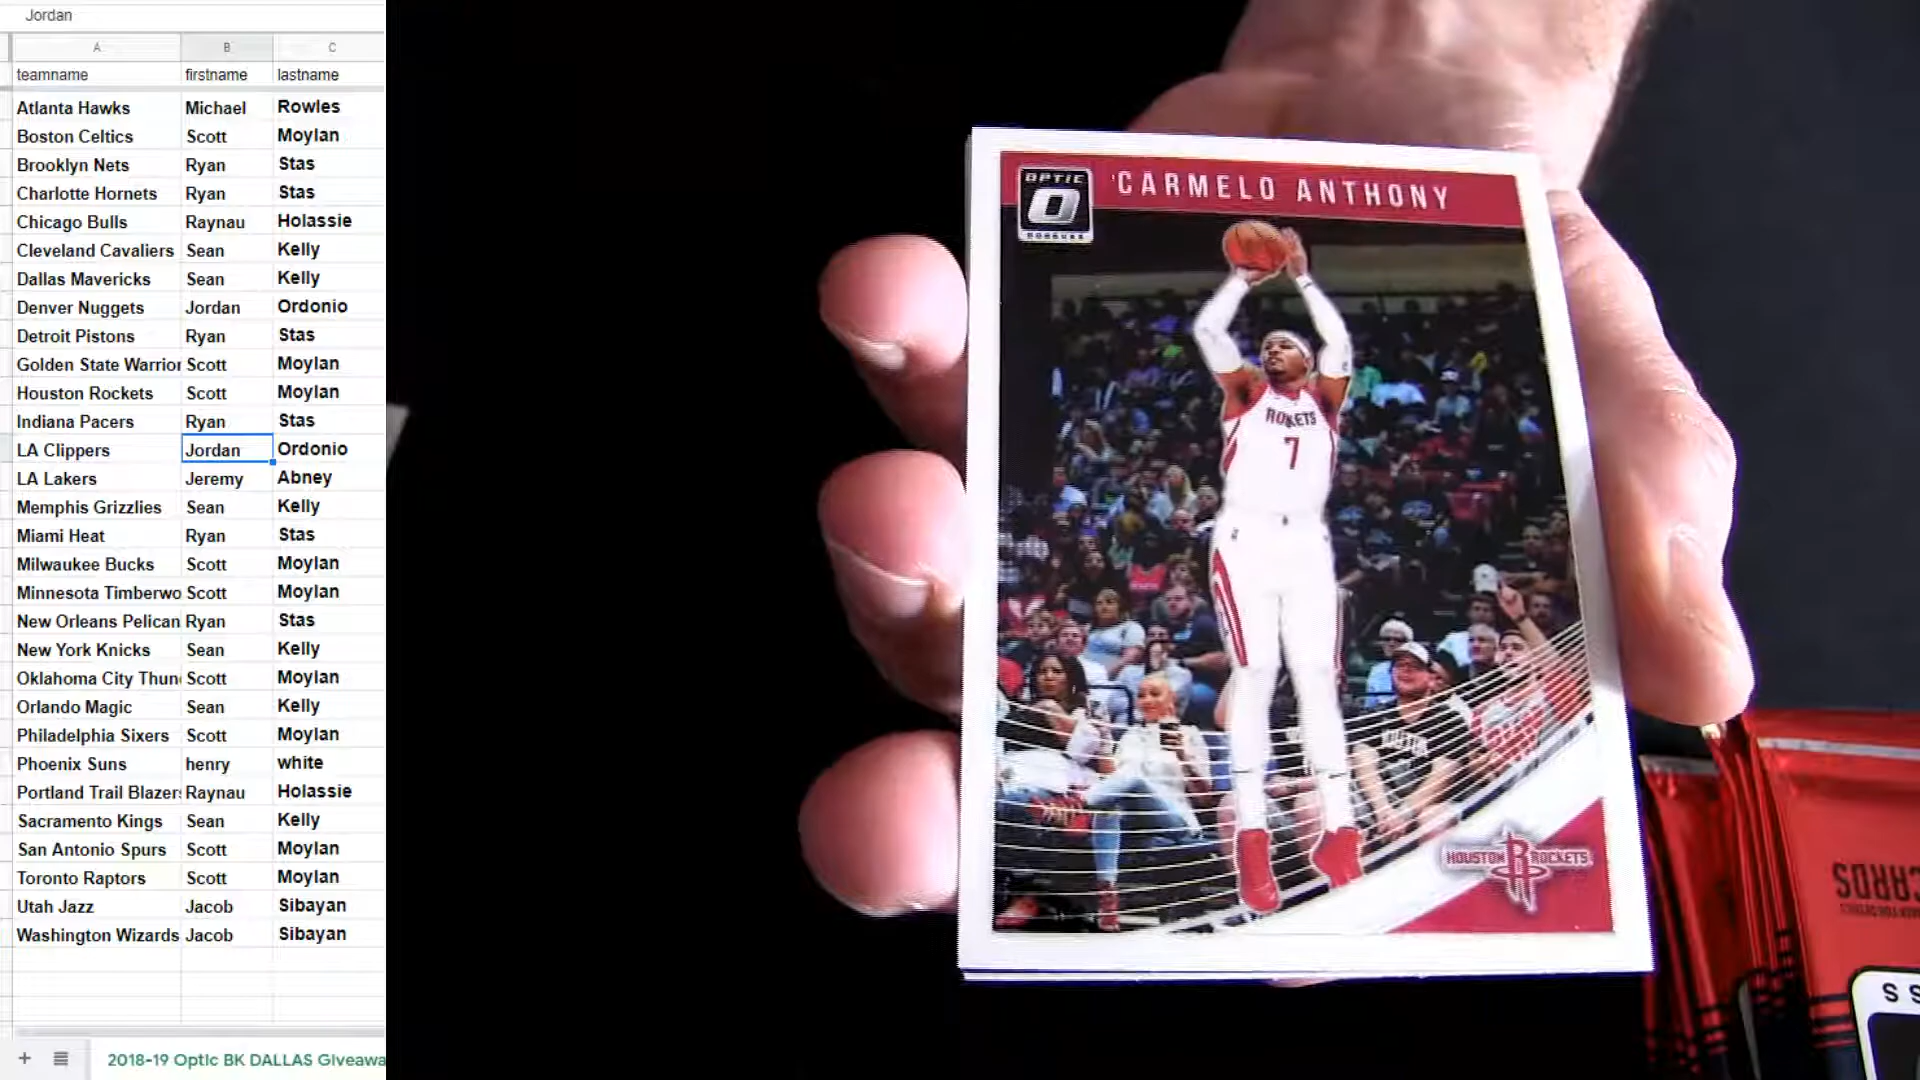 Jordan
A B C
teamname firstname lastname
Atlanta Hawks Michael Rowles
Boston Celtics Scott Moylan
Brooklyn Nets Ryan Stas
Charlotte Hornets Ryan Stas
Chicago Bulls Raynau Holassie
Cleveland Cavaliers Sean Kelly
Dallas Mavericks Sean Kelly
Denver Nuggets Jordan Ordonio
Detroit Pistons Ryan Stas
Golden State Warrior Scott Moylan
Houston Rockets Scott Moylan
Indiana Pacers Ryan Stas
LA Clippers Jordan Ordonio
LA Lakers Jeremy Abney
Memphis Grizzlies Sean Kelly
Miami Heat Ryan Stas
Milwaukee Bucks Scott Moylan
Minnesota Timberwo Scott Moylan
New Orleans Pelican Ryan Stas
New York Knicks Sean Kelly
Oklahoma City Thun Scott Moylan
Orlando Magic Sean Kelly
Philadelphia Sixers Scott Moylan
Phoenix Suns henry white
Portland Trail Blazers Raynau Holassie
Sacramento Kings Sean Kelly
San Antonio Spurs Scott Moylan
Toronto Raptors Scott Moylan
Utah Jazz Jacob Sibayan
Washington Wizards Jacob Sibayan
2018-19 Optic BK DALLAS Giveawa
OPTIC
O
DONRUSS
CARMELO ANTHONY
ROCKETS
7
HOUSTON R ROCKETS
CARDS
S S